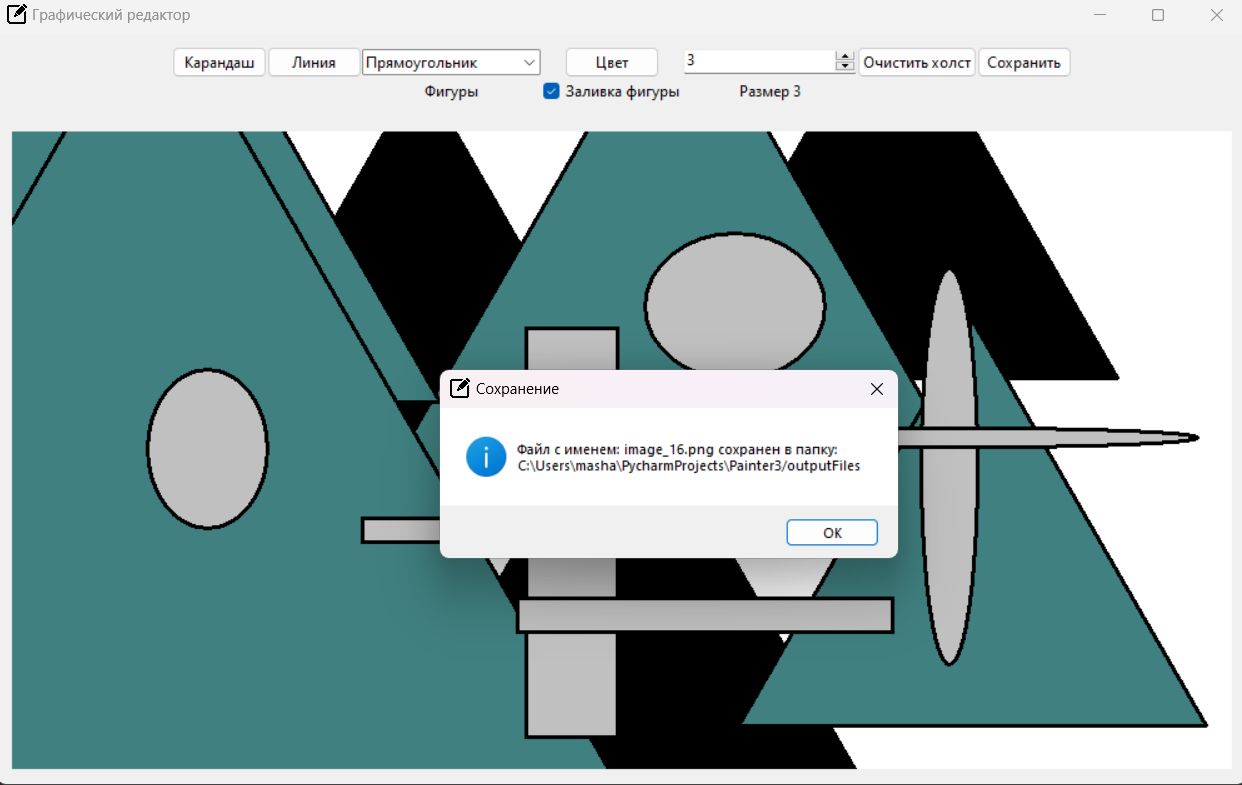 Графический редактор
Карандаш
Линия
Прямоугольник
Цвет
3
Очистить холст
Сохранить
Фигуры
Заливка фигуры
Размер 3
Сохранение
Файл с именем: image_16.png сохранен в папку:
C:\Users\masha\PycharmProjects\Painter3/outputFiles
OK